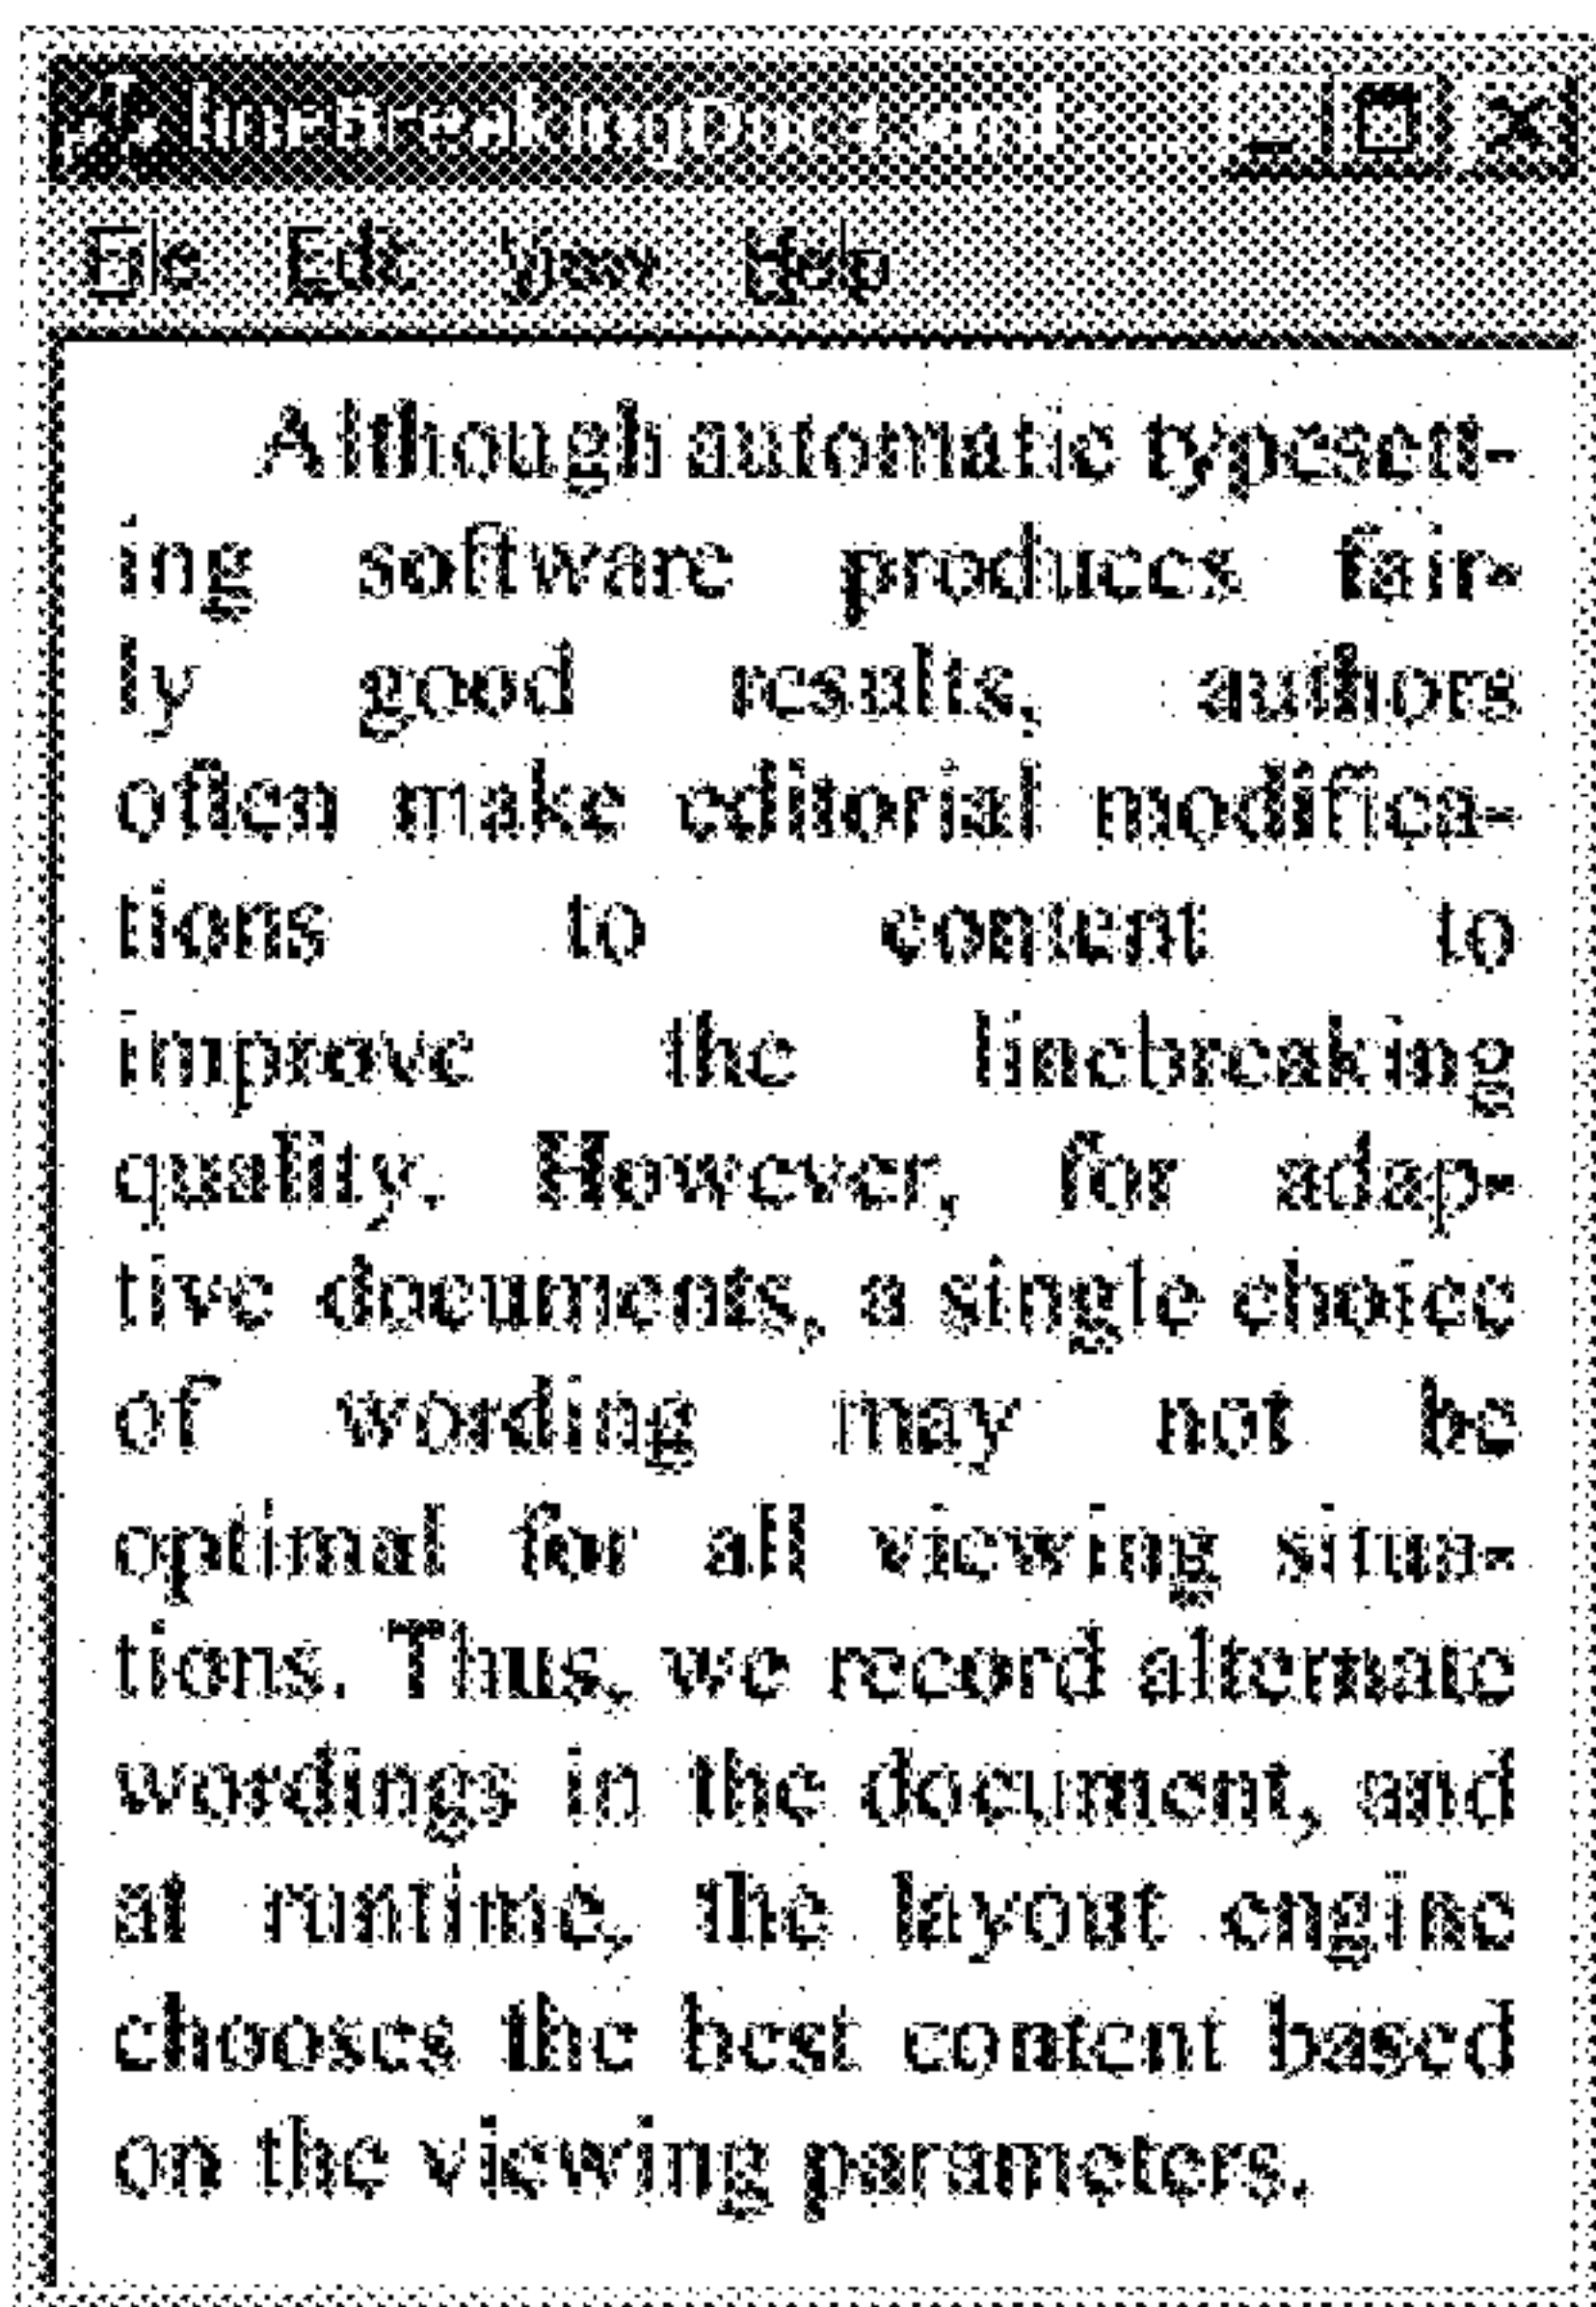 File Edit View Help
Although automatic typesett-
ing software produces fair-
ly good results, authors
often make editorial modifica-
tions to content to
improve the linebreaking
quality. However, for adap-
tive documents, a single choice
of wording may not be
optimal for all viewing situa-
tions. Thus, we record alternate
wordings in the document, and
at runtime, the layout engine
chooses the best content based
on the viewing parameters.